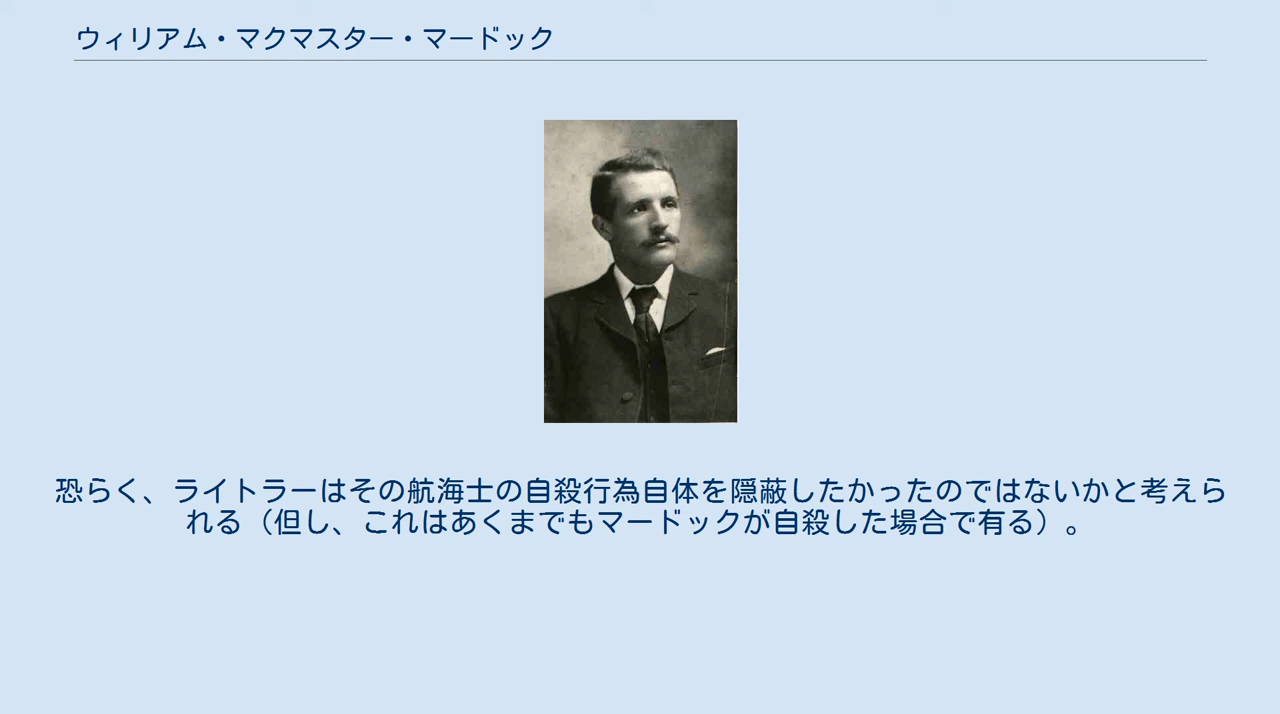 ウィリアム・マクマスター・マードック
恐らく、ライトラーはその航海士の自殺行為自体を隠蔽したかったのではないかと考えら
れる（但し、これはあくまでもマードックが自殺した場合で有る）。